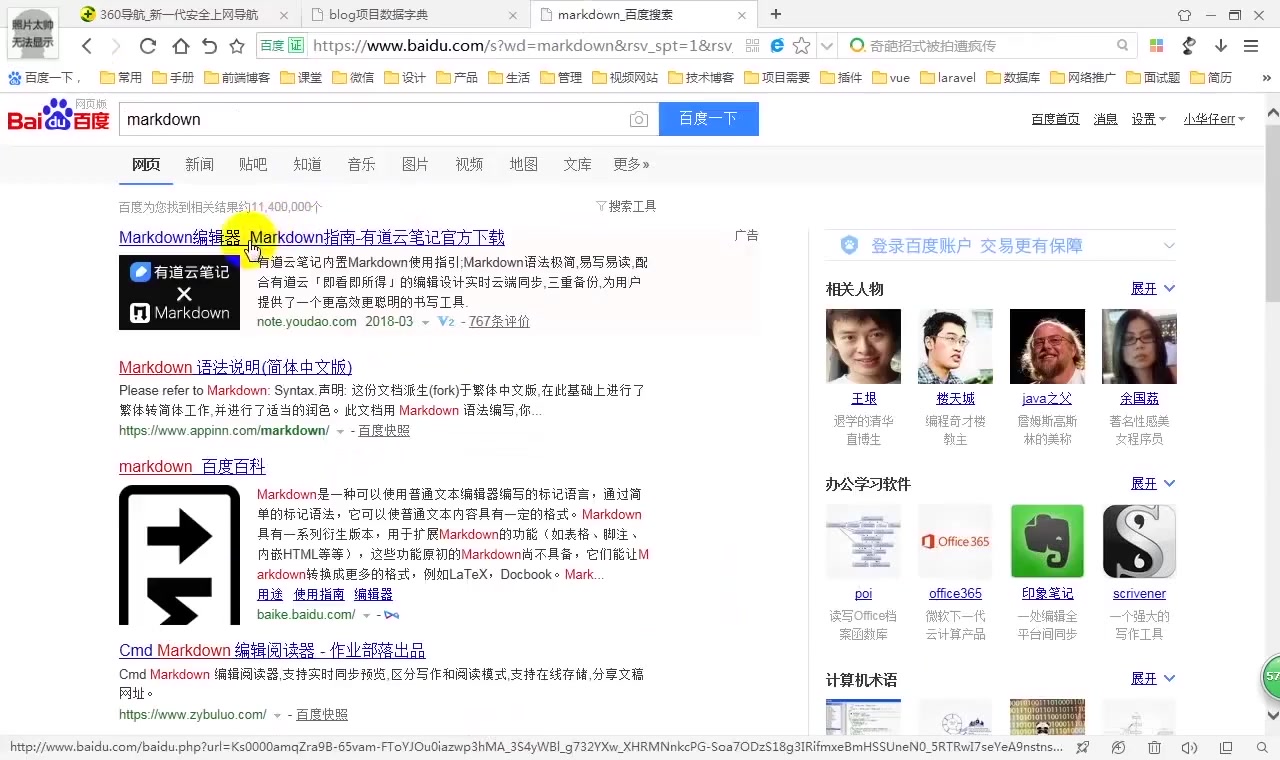 照片太帅
无法显示
360导航_新一代安全上网导航
blog项目数据字典
markdown_百度搜索
百度 证 https://www.baidu.com/s?wd=markdown&rsv_spt=1&rsv_
奇葩招式被拍遭疯传
百度一下， 常用 手册 前端博客 课堂 微信 设计 产品 生活 管理 视频网站 技术博客 项目需要 插件 vue laravel 数据库 网络推广 面试题 简历 »
网页版
Bai du 百度 markdown 百度一下 百度首页 消息 设置 小华仔err
网页 新闻 贴吧 知道 音乐 图片 视频 地图 文库 更多»
百度为您找到相关结果约11,400,000个 搜索工具
Markdown编辑器_Markdown指南 有道云笔记官方下载 广告
有道云笔记
×
Markdown
有道云笔记内置Markdown使用指引;Markdown语法极简,易写易读,配
合有道云「即看即所得」的编辑设计实时云端同步,三重备份,为用户
提供了一个更高效更聪明的书写工具.
note.youdao.com 2018-03 V2 - 767条评价
Markdown 语法说明(简体中文版)
Please refer to Markdown: Syntax 声明: 这份文档派生(fork)于繁体中文版,在此基础上进行了
繁体转简体工作,并进行了适当的润色。此文档用 Markdown 语法编写,你...
https://www.appinn.com/markdown/ - 百度快照
markdown_百度百科
Markdown是一种可以使用普通文本编辑器编写的标记语言，通过简
单的标记语法，它可以使普通文本内容具有一定的格式。Markdown
具有一系列衍生版本，用于扩展Markdown的功能（如表格、脚注、
内嵌HTML等等），这些功能原初的Markdown尚不具备，它们能让M
arkdown转换成更多的格式，例如LaTeX，Docbook。Mark...
用途 使用指南 编辑器
baike.baidu.com/ -
Cmd Markdown 编辑阅读器 - 作业部落出品
Cmd Markdown 编辑阅读器,支持实时同步预览,区分写作和阅读模式,支持在线存储,分享文稿
网址。
https://www.zybuluo.com/ - 百度快照
登录百度账户 交易更有保障
相关人物 展开
王垠 楼天城 java之父 余国荔
退学的清华 编程奇才楼 詹姆斯高斯 著名性感美
直博生 教主 林的美称 文程序员
办公学习软件 展开
Office 365
poi office365 印象笔记 scrivener
读写Office档 微软下一代 一处编辑全 一个强大的
案函数库 云计算产品 平台间同步 写作工具
计算机术语 展开
57